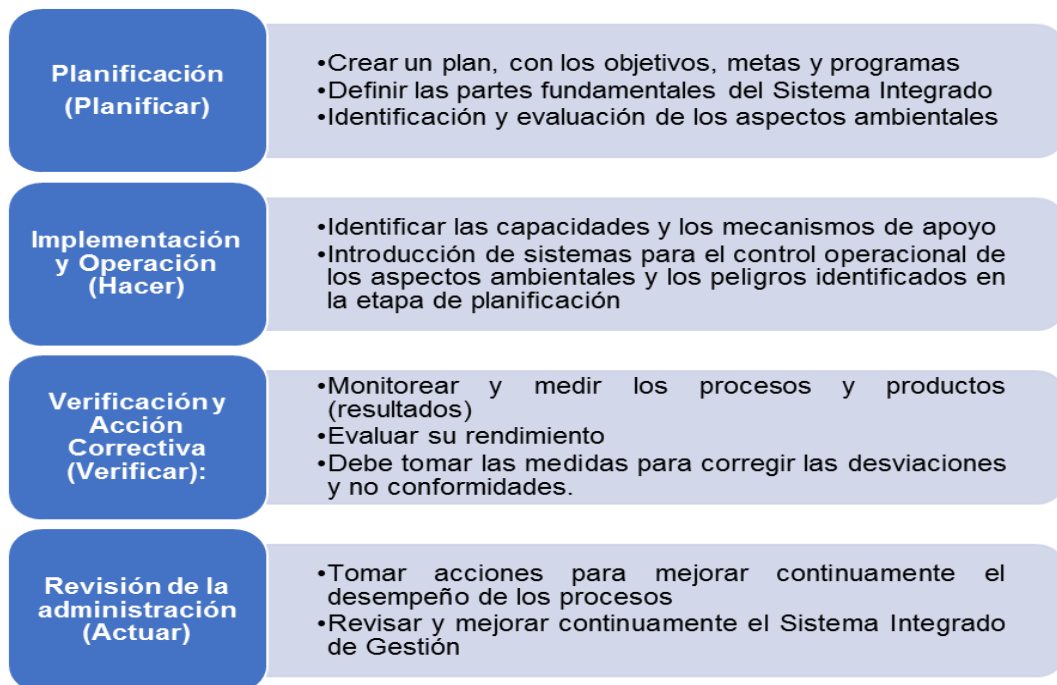 Planificación
(Planificar)
•Crear un plan, con los objetivos, metas y programas
•Definir las partes fundamentales del Sistema Integrado
•Identificación y evaluación de los aspectos ambientales
Implementación
y Operación
(Hacer)
•Identificar las capacidades y los mecanismos de apoyo
•Introducción de sistemas para el control operacional de
los aspectos ambientales y los peligros identificados en
la etapa de planificación
Verificación y
Acción
Correctiva
(Verificar):
•Monitorear y medir los procesos y productos
(resultados)
•Evaluar su rendimiento
•Debe tomar las medidas para corregir las desviaciones
y no conformidades.
Revisión de la
administración
(Actuar)
•Tomar acciones para mejorar continuamente el
desempeño de los procesos
•Revisar y mejorar continuamente el Sistema Integrado
de Gestión